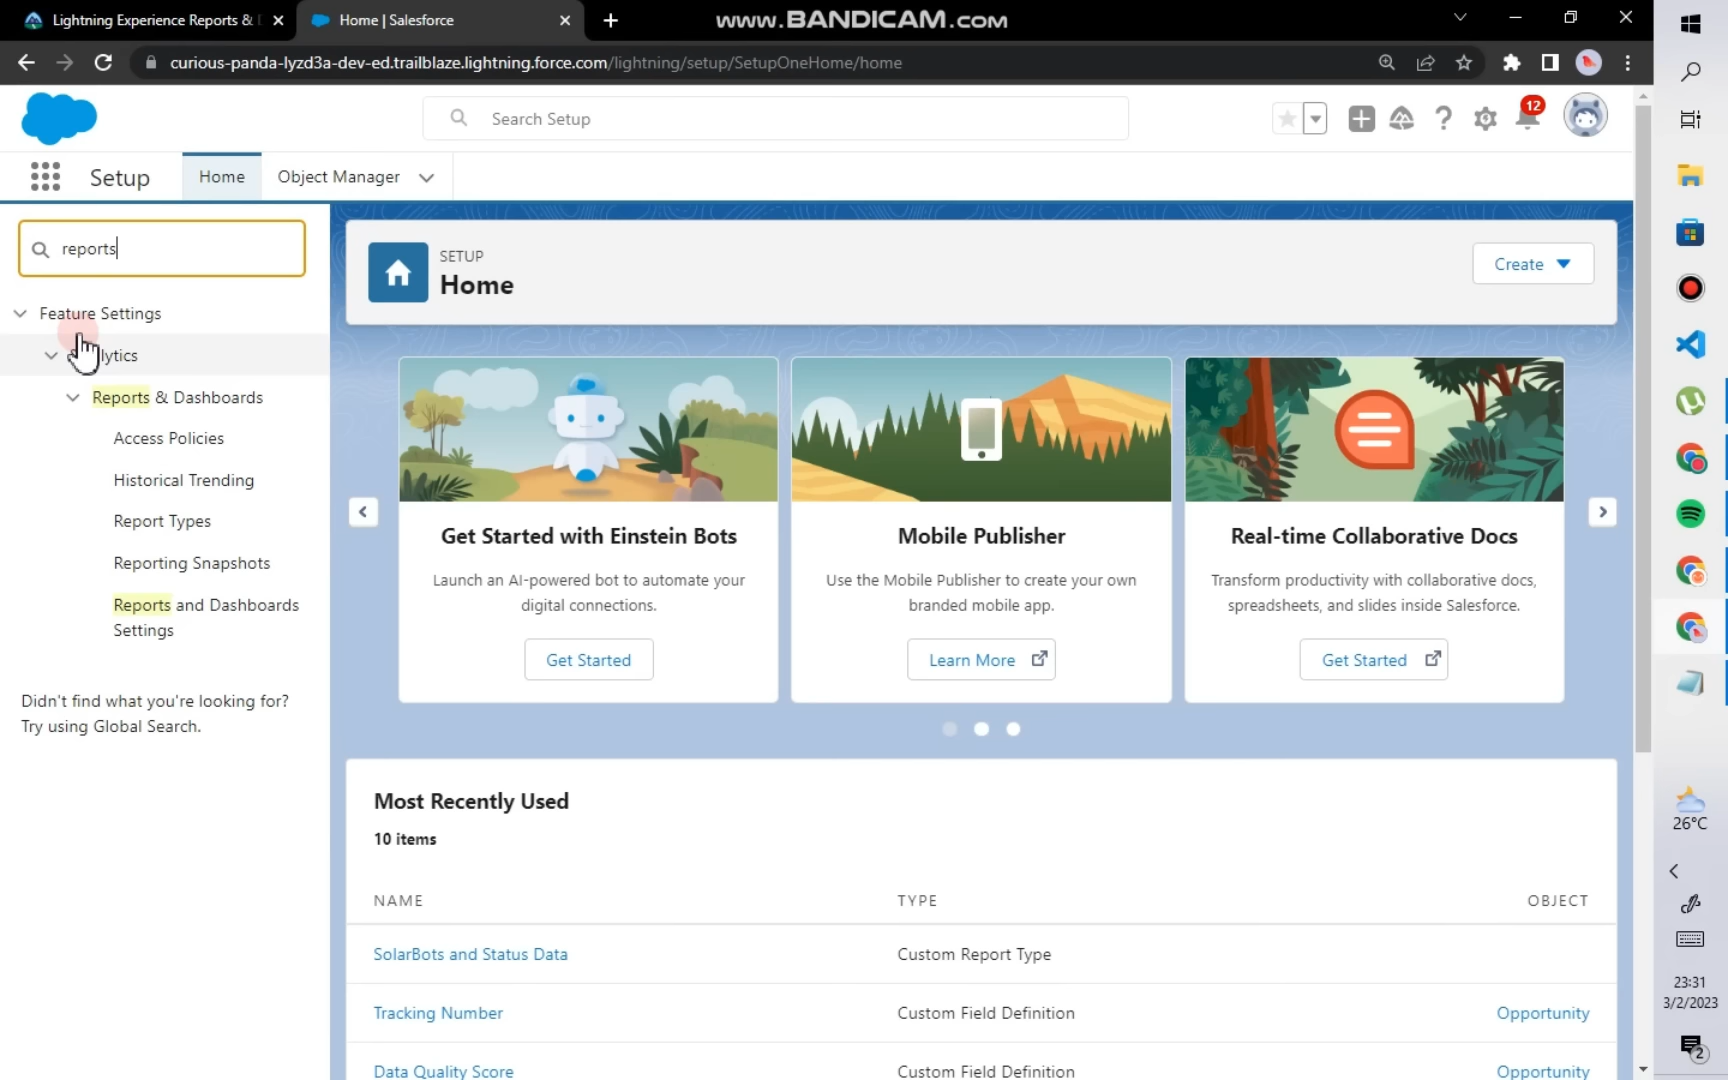 Lightning Experience Reports &
Home | Salesforce
www.BANDICAM.com
curious-panda-lyzd3a-dev-ed.trailblaze.lightning.force.com/lightning/setup/SetupOneHome/home
Search Setup
12
Setup
Home
Object Manager
reports
Feature Settings
lytics
Reports & Dashboards
Access Policies
Historical Trending
Report Types
Reporting Snapshots
Reports and Dashboards
Settings
Didn't find what you're looking for?
Try using Global Search.
SETUP
Home
Create
Get Started with Einstein Bots
Launch an AI-powered bot to automate your
digital connections.
Get Started
Mobile Publisher
Use the Mobile Publisher to create your own
branded mobile app.
Learn More
Real-time Collaborative Docs
Transform productivity with collaborative docs,
spreadsheets, and slides inside Salesforce.
Get Started
Most Recently Used
10 items
NAME TYPE OBJECT
SolarBots and Status Data Custom Report Type
Tracking Number Custom Field Definition Opportunity
Data Quality Score Custom Field Definition Opportunity
26°C
23:31
3/2/2023
2